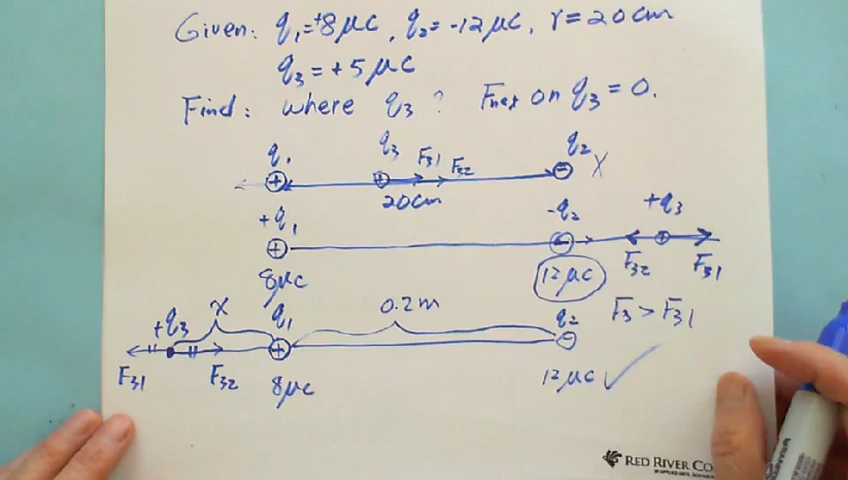 Given: q₁=+8μC, q₂=-12μC, r=20cm
q₃=+5μC
Find: where q₃? Fnet on q₃=0.
q₁ q₃ F31 F32 q₂
+ + - X
20cm
+q₁ -q₂ +q₃
+ - +
8μC 12μC F32 F31
F3 > F31
+q₃ x q₁ 0.2m q₂
+ -
F31 F32 8μC 12μC ✓
RED RIVER CO